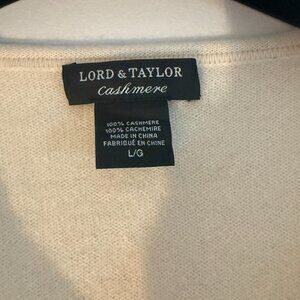 LORD & TAYLOR
Cashmere
100% CASHMERE
100% CACHEMIRE
MADE IN CHINA
FABRIQUÉ EN CHINE
L/G